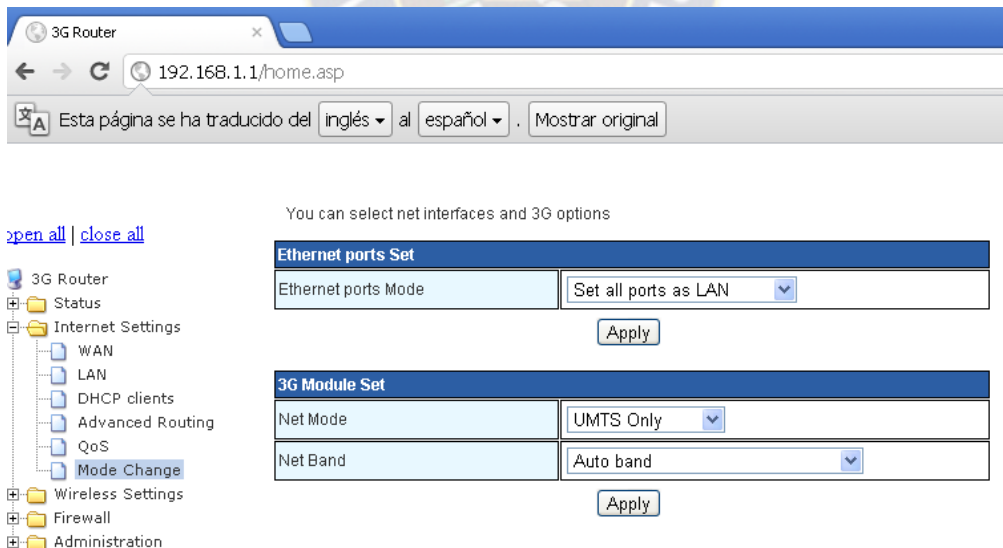 3G Router
192.168.1.1/home.asp
Esta página se ha traducido del inglés al español . Mostrar original
open all | close all
3G Router
Status
Internet Settings
WAN
LAN
DHCP clients
Advanced Routing
QoS
Mode Change
Wireless Settings
Firewall
Administration
You can select net interfaces and 3G options
Ethernet ports Set
Ethernet ports Mode Set all ports as LAN
Apply
3G Module Set
Net Mode UMTS Only
Net Band Auto band
Apply